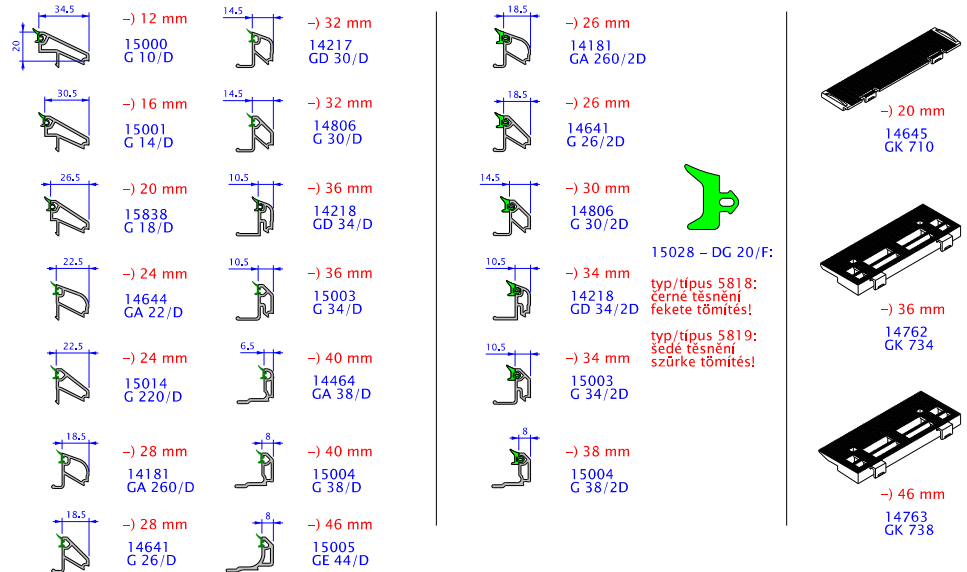 34.5
20
-) 12 mm
15000
G 10/D
30.5
-) 16 mm
15001
G 14/D
26.5
-) 20 mm
15838
G 18/D
22.5
-) 24 mm
14644
GA 22/D
22.5
-) 24 mm
15014
G 220/D
18.5
-) 28 mm
14181
GA 260/D
18.5
-) 28 mm
14641
G 26/D
14.5
-) 32 mm
14217
GD 30/D
14.5
-) 32 mm
14806
G 30/D
10.5
-) 36 mm
14218
GD 34/D
10.5
-) 36 mm
15003
G 34/D
6.5
-) 40 mm
14464
GA 38/D
8
-) 40 mm
15004
G 38/D
8
-) 46 mm
15005
GE 44/D
18.5
-) 26 mm
14181
GA 260/2D
18.5
-) 26 mm
14641
G 26/2D
14.5
-) 30 mm
14806
G 30/2D
10.5
-) 34 mm
14218
GD 34/2D
10.5
-) 34 mm
15003
G 34/2D
8
-) 38 mm
15004
G 38/2D
15028 – DG 20/F:
typ/típus 5818:
černé těsnění
fekete tömítés!
typ/típus 5819:
šedé těsnění
szürke tömítés!
-) 20 mm
14645
GK 710
-) 36 mm
14762
GK 734
-) 46 mm
14763
GK 738